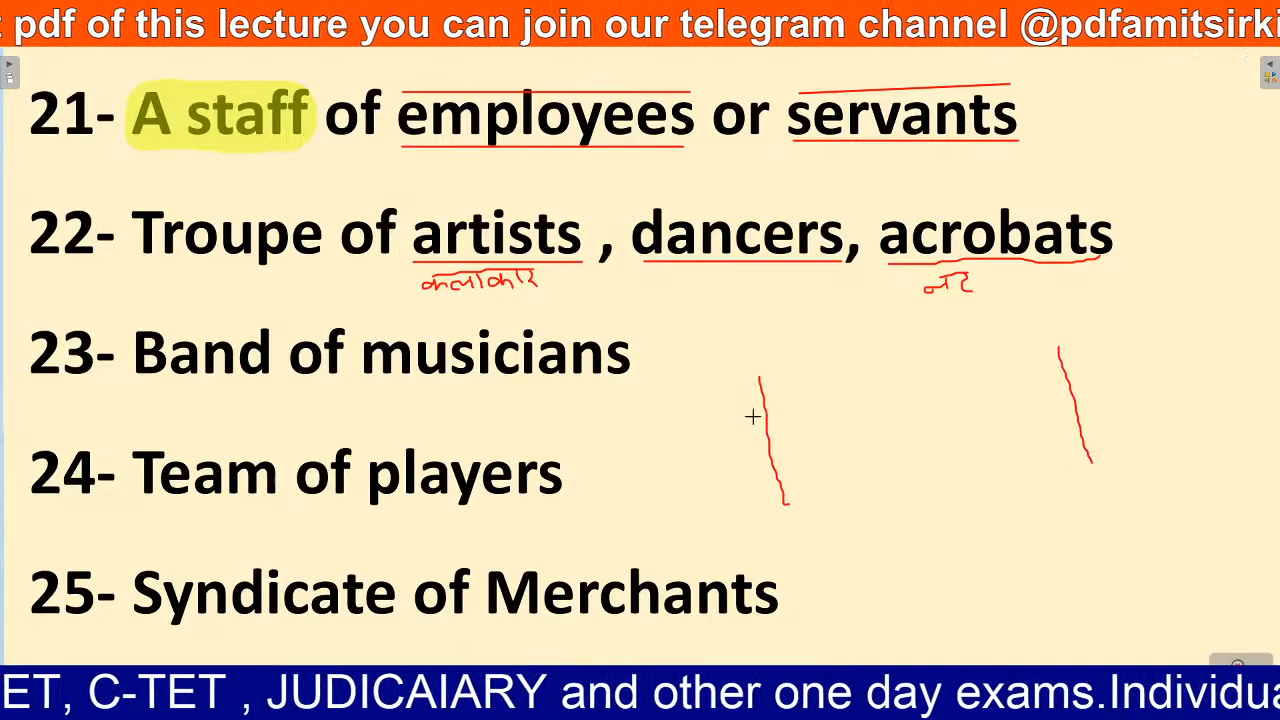 pdf of this lecture you can join our telegram channel @pdfamitsirki
21- A staff of employees or servants
22- Troupe of artists , dancers, acrobats
कलाकार नट
23- Band of musicians
24- Team of players
25- Syndicate of Merchants
ET, C-TET , JUDICAIARY and other one day exams.Individua